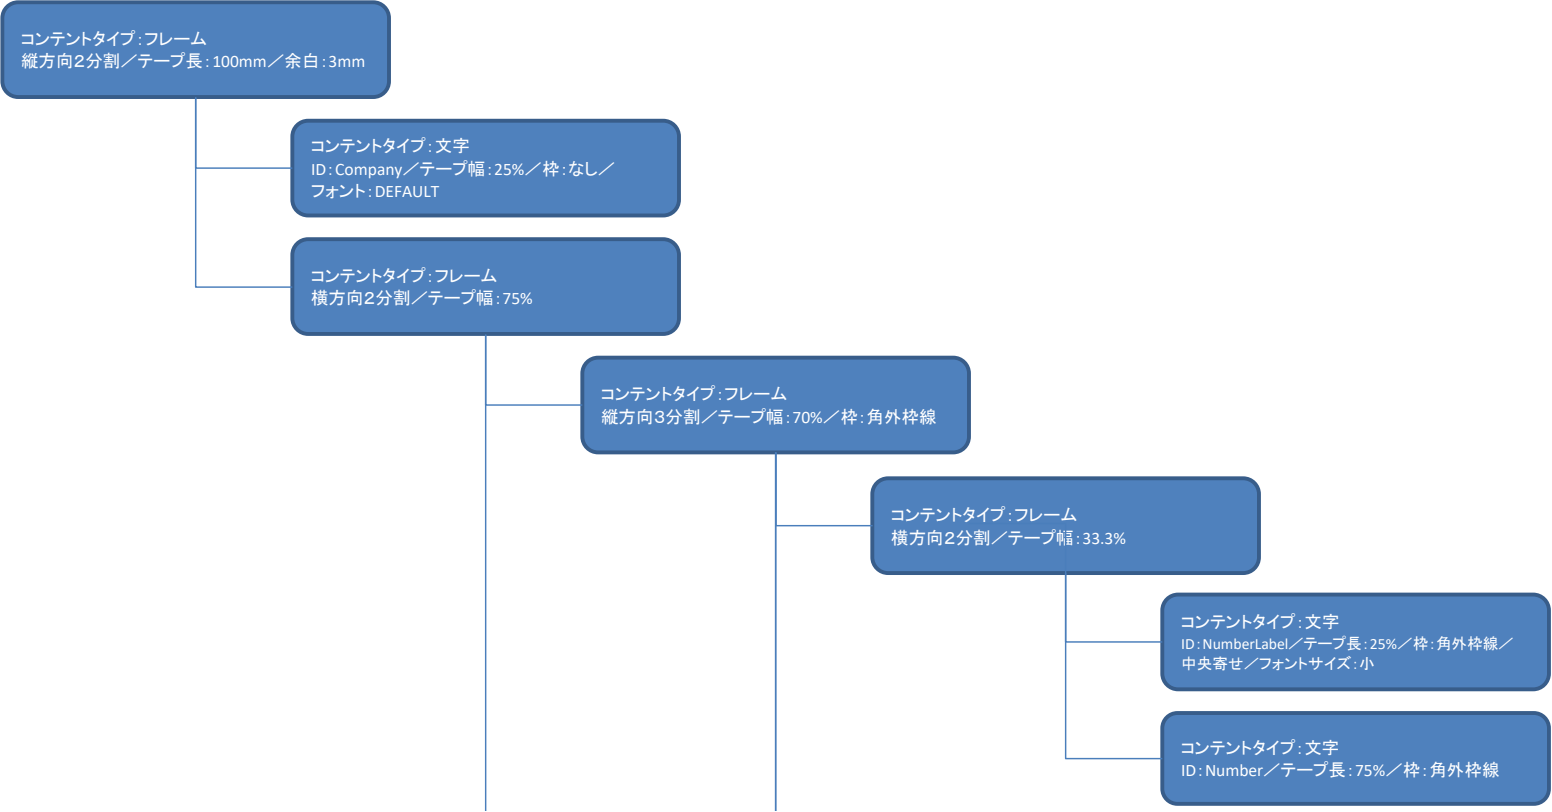 コンテントタイプ：フレーム
縦方向２分割／テープ長：100mm／余白：3mm
コンテントタイプ：文字
ID：Company／テープ幅：25%／枠：なし／
フォント：DEFAULT
コンテントタイプ：フレーム
横方向２分割／テープ幅：75%
コンテントタイプ：フレーム
縦方向３分割／テープ幅：70%／枠：角外枠線
コンテントタイプ：フレーム
横方向２分割／テープ幅：33.3%
コンテントタイプ：文字
ID：NumberLabel／テープ長：25%／枠：角外枠線／
中央寄せ／フォントサイズ：小
コンテントタイプ：文字
ID：Number／テープ長：75%／枠：角外枠線